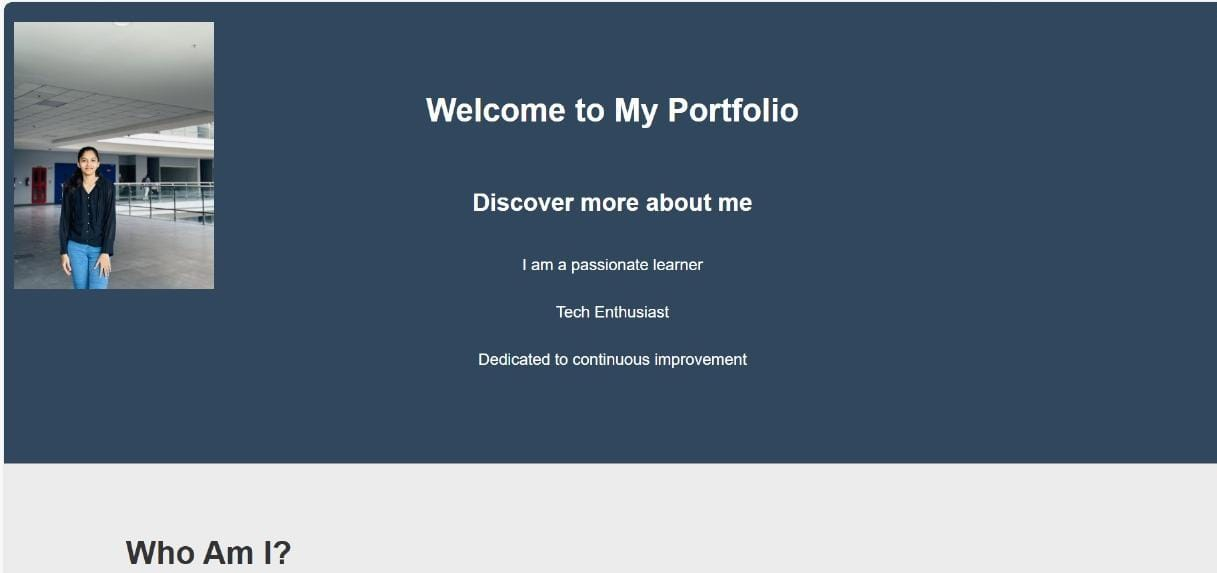 Welcome to My Portfolio
Discover more about me
I am a passionate learner
Tech Enthusiast
Dedicated to continuous improvement
Who Am I?